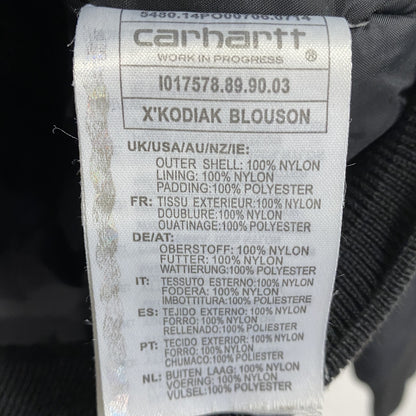 5480.14PO00706.0714
carhartt
WORK IN PROGRESS
I017578.89.90.03
X'KODIAK BLOUSON
UK/USA/AU/NZ/IE:
OUTER SHELL: 100% NYLON
LINING: 100% NYLON
PADDING:100% POLYESTER
FR: TISSU EXTERIEUR:100% NYLON
DOUBLURE: 100% NYLON
OUATINAGE: 100% POLYESTER
DE/AT:
OBERSTOFF: 100% NYLON
FUTTER: 100% NYLON
WATTIERUNG:100% POLYESTER
IT: TESSUTO ESTERNO:100% NYLON
FODERA: 100% NYLON
IMBOTTITURA:100% POLIESTERE
ES: TEJIDO EXTERNO: 100% NYLON
FORRO: 100% NYLON
RELLENADO:100% POLYESTER
PT: TECIDO EXTERIOR: 100% NYLON
FORRO: 100% NYLON
CHUMAÇO: 100% POLYESTER
NL: BUITEN LAAG: 100% NYLON
VOERING: 100% NYLON
VULSEL:100% POLYESTER